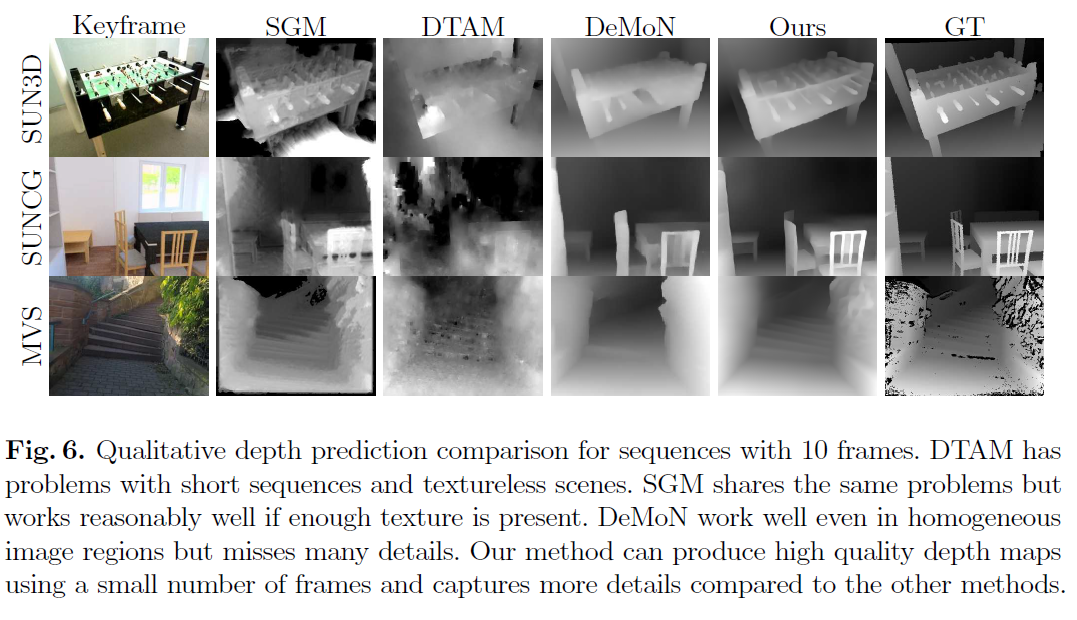 Keyframe SGM DTAM DeMoN Ours GT
SUN3D
SUNCG
MVS
Fig. 6. Qualitative depth prediction comparison for sequences with 10 frames. DTAM has
problems with short sequences and textureless scenes. SGM shares the same problems but
works reasonably well if enough texture is present. DeMoN work well even in homogeneous
image regions but misses many details. Our method can produce high quality depth maps
using a small number of frames and captures more details compared to the other methods.